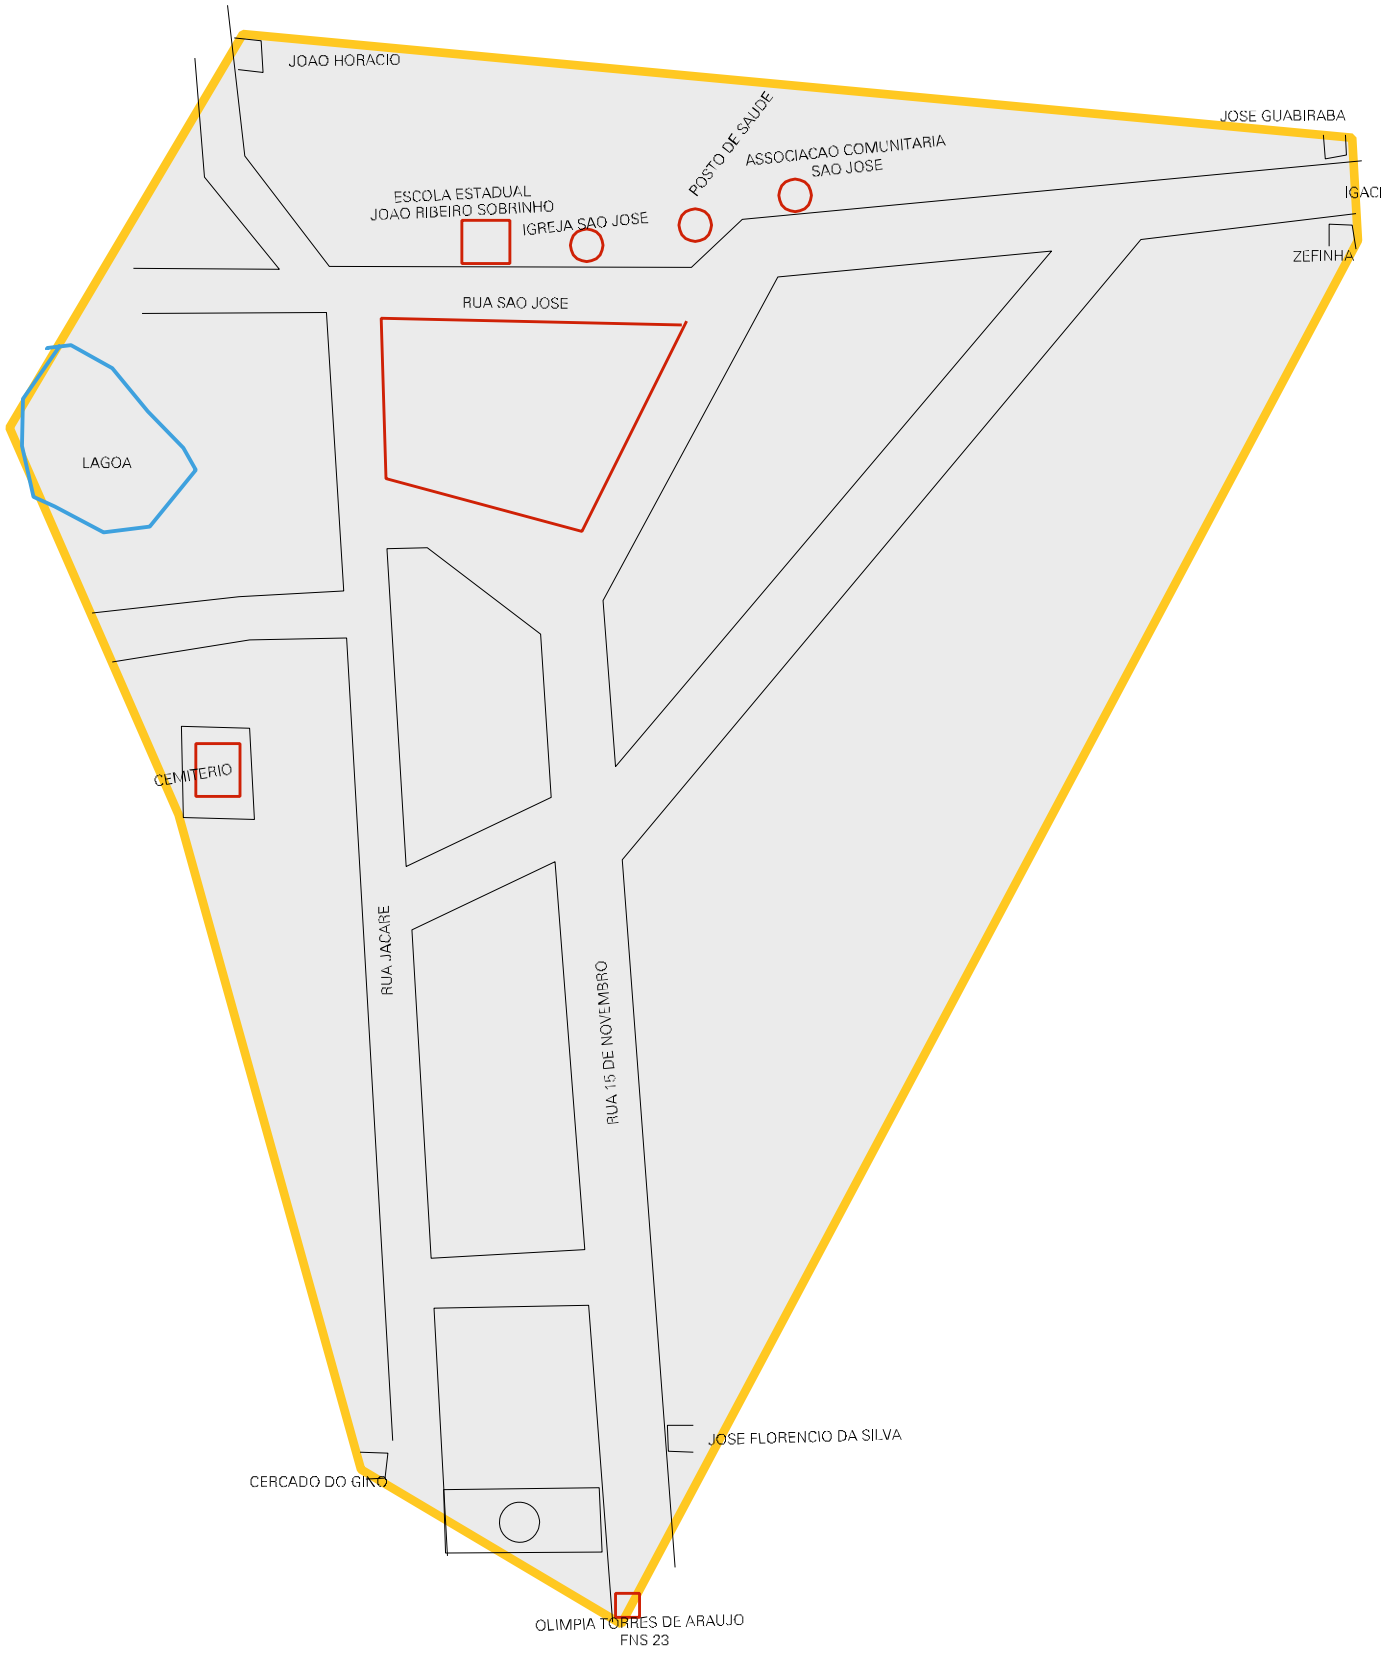 JOAO HORACIO
JOSE GUABIRABA
POSTO DE SAUDE
ASSOCIACAO COMUNITARIA
SAO JOSE
IGACI
ESCOLA ESTADUAL
JOAO RIBEIRO SOBRINHO
IGREJA SAO JOSE
ZEFINHA
RUA SAO JOSE
LAGOA
CEMITERIO
RUA JACARE
RUA 15 DE NOVEMBRO
JOSE FLORENCIO DA SILVA
CERCADO DO GINO
OLIMPIA TORRES DE ARAUJO
FNS 23